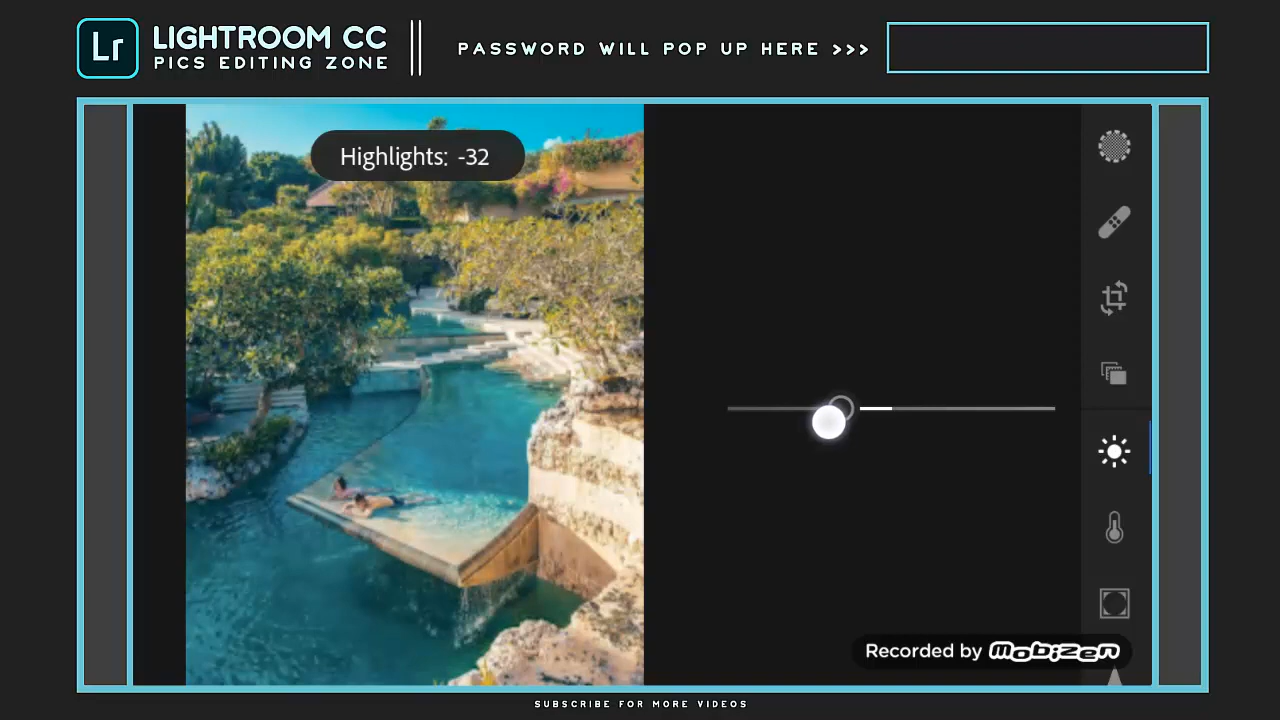 Lr
LIGHTROOM CC
PICS EDITING ZONE
PASSWORD WILL POP UP HERE >>>
Highlights: -32
Recorded by mobizen
SUBSCRIBE FOR MORE VIDEOS